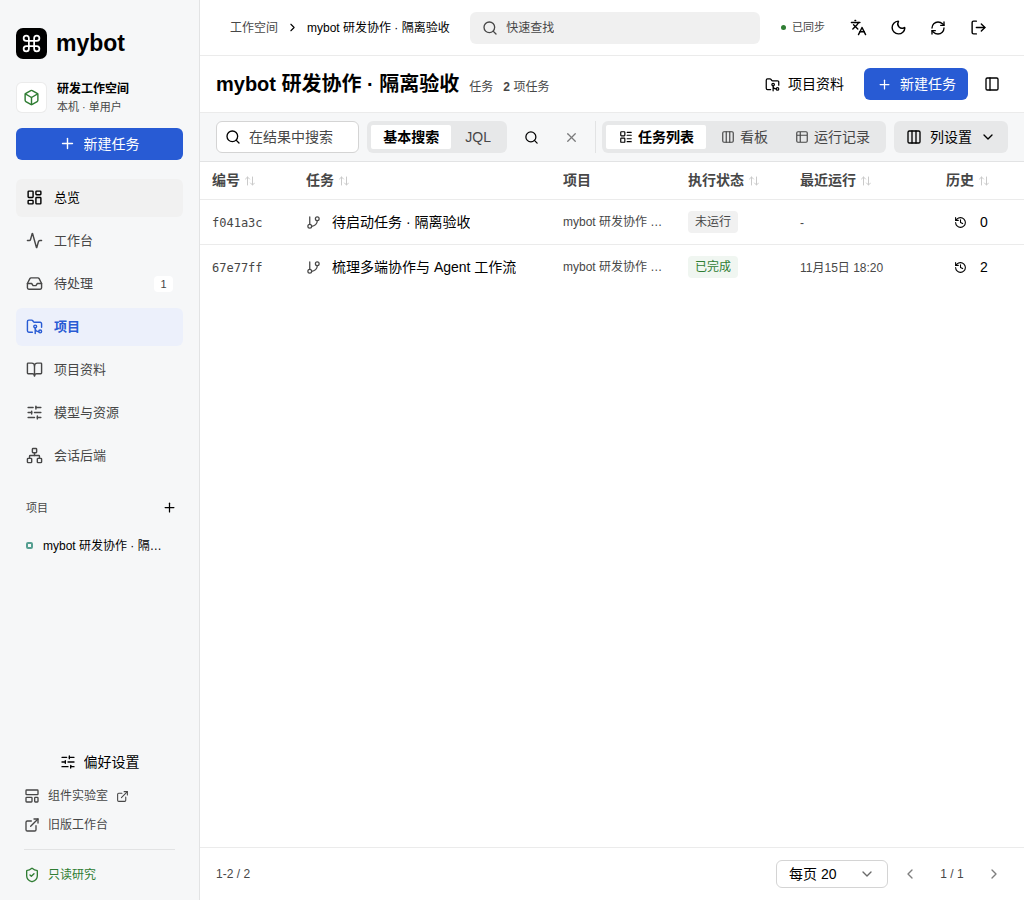 mybot
研发工作空间
本机 · 单用户
新建任务
总览
工作台
待处理 1
项目
项目资料
模型与资源
会话后端
项目
mybot 研发协作 · 隔…
偏好设置
组件实验室
旧版工作台
只读研究
工作空间 mybot 研发协作 · 隔离验收 快速查找 已同步
mybot 研发协作 · 隔离验收 任务 2 项任务 项目资料 新建任务
在结果中搜索 基本搜索 JQL 任务列表 看板 运行记录 列设置
编号 任务 项目 执行状态 最近运行 历史
f041a3c 待启动任务 · 隔离验收 mybot 研发协作 … 未运行 - 0
67e77ff 梳理多端协作与 Agent 工作流 mybot 研发协作 … 已完成 11月15日 18:20 2
1-2 / 2 每页 20 1 / 1